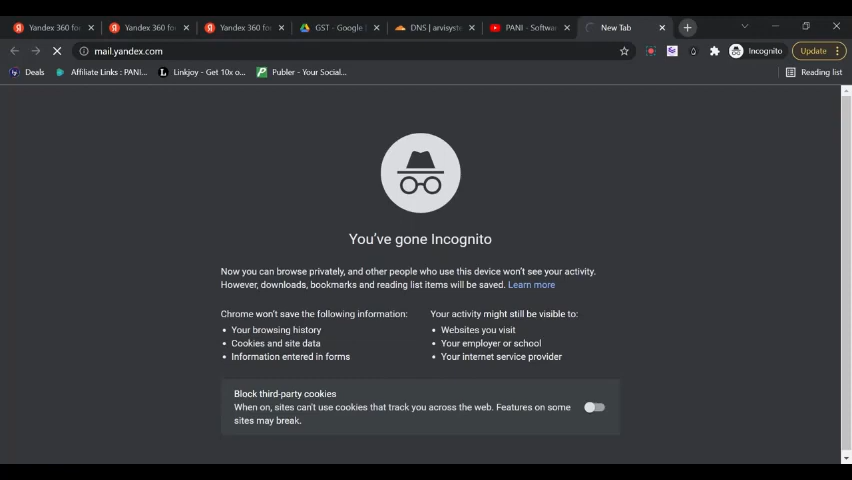 Yandex 360 fo
Yandex 360 fo
Yandex 360 fo
GST - Google
DNS | arvisyste
PANI - Softwar
New Tab
mail.yandex.com
Incognito
Update
Deals
Affiliate Links : PANI...
Linkjoy - Get 10x o...
Publer - Your Social...
Reading list
You've gone Incognito
Now you can browse privately, and other people who use this device won't see your activity.
However, downloads, bookmarks and reading list items will be saved. Learn more
Chrome won't save the following information:
• Your browsing history
• Cookies and site data
• Information entered in forms
Your activity might still be visible to:
• Websites you visit
• Your employer or school
• Your internet service provider
Block third-party cookies
When on, sites can't use cookies that track you across the web. Features on some
sites may break.